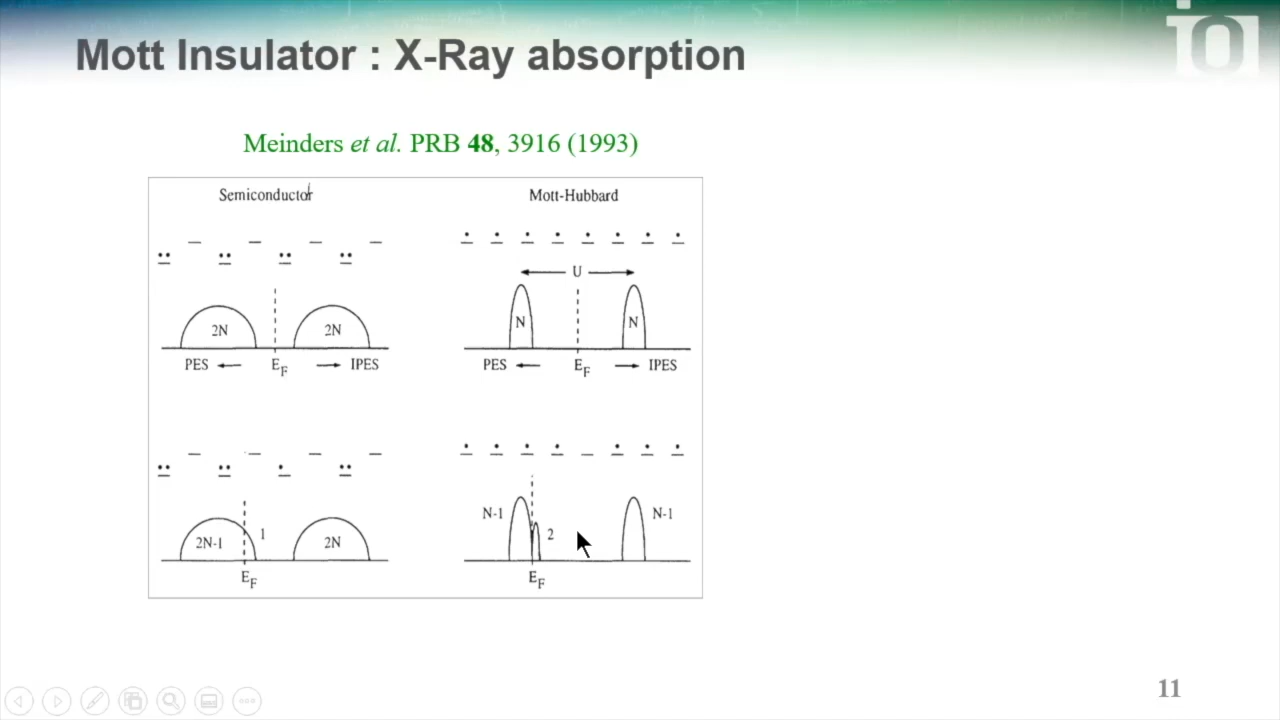 Mott Insulator : X-Ray absorption
Meinders et al. PRB 48, 3916 (1993)
Semiconductor
Mott-Hubbard
U
2N
2N
N
N
PES
EF
IPES
PES
EF
IPES
2N-1
1
2N
N-1
2
N-1
EF
EF
11